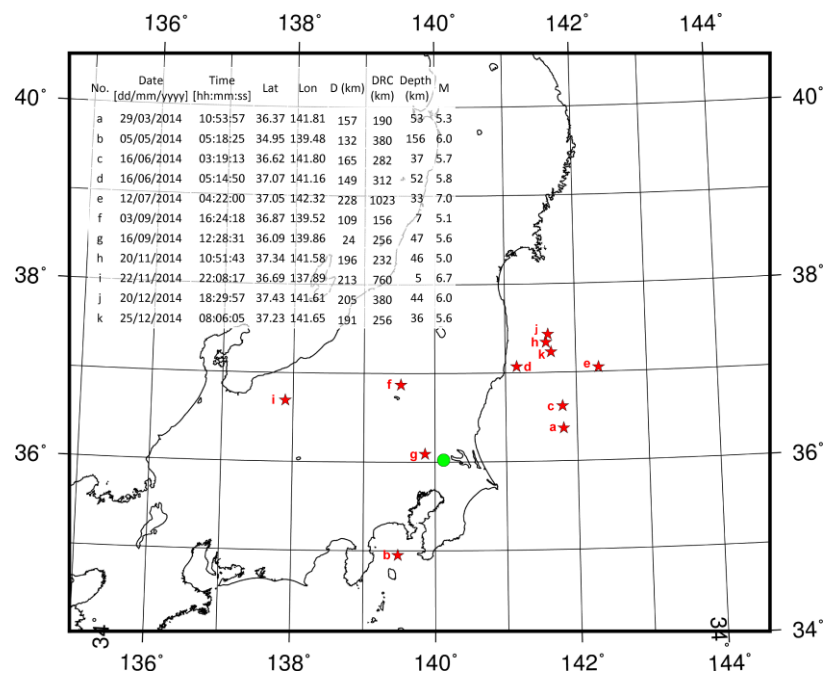 136˚ 138˚ 140˚ 142˚ 144˚
No. Date [dd/mm/yyyy] Time [hh:mm:ss] Lat Lon D (km) DRC (km) Depth (km) M
40˚ 40˚
a 29/03/2014 10:53:57 36.37 141.81 157 190 53 5.3
b 05/05/2014 05:18:25 34.95 139.48 132 380 156 6.0
c 16/06/2014 03:19:13 36.62 141.80 165 282 37 5.7
d 16/06/2014 05:14:50 37.07 141.16 149 312 52 5.8
e 12/07/2014 04:22:00 37.05 142.32 228 1023 33 7.0
f 03/09/2014 16:24:18 36.87 139.52 109 156 7 5.1
g 16/09/2014 12:28:31 36.09 139.86 24 256 47 5.6
h 20/11/2014 10:51:43 37.34 141.58 196 232 46 5.0
38˚ 38˚
i 22/11/2014 22:08:17 36.69 137.89 213 760 5 6.7
j 20/12/2014 18:29:57 37.43 141.61 205 380 44 6.0
k 25/12/2014 08:06:05 37.23 141.65 191 256 36 5.6
j
h
k
d e
f
i
c
a
36˚ g 36˚
b
34˚ 34˚ 34˚
136˚ 138˚ 140˚ 142˚ 144˚